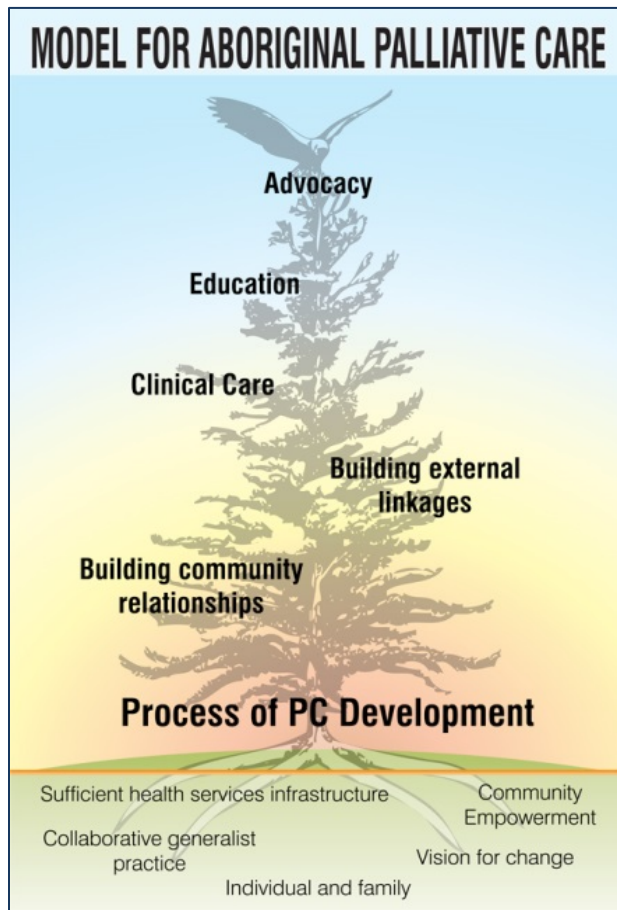 MODEL FOR ABORIGINAL PALLIATIVE CARE
Advocacy
Education
Clinical Care
Building external
linkages
Building community
relationships
Process of PC Development
Sufficient health services infrastructure
Community
Empowerment
Collaborative generalist
practice
Vision for change
Individual and family